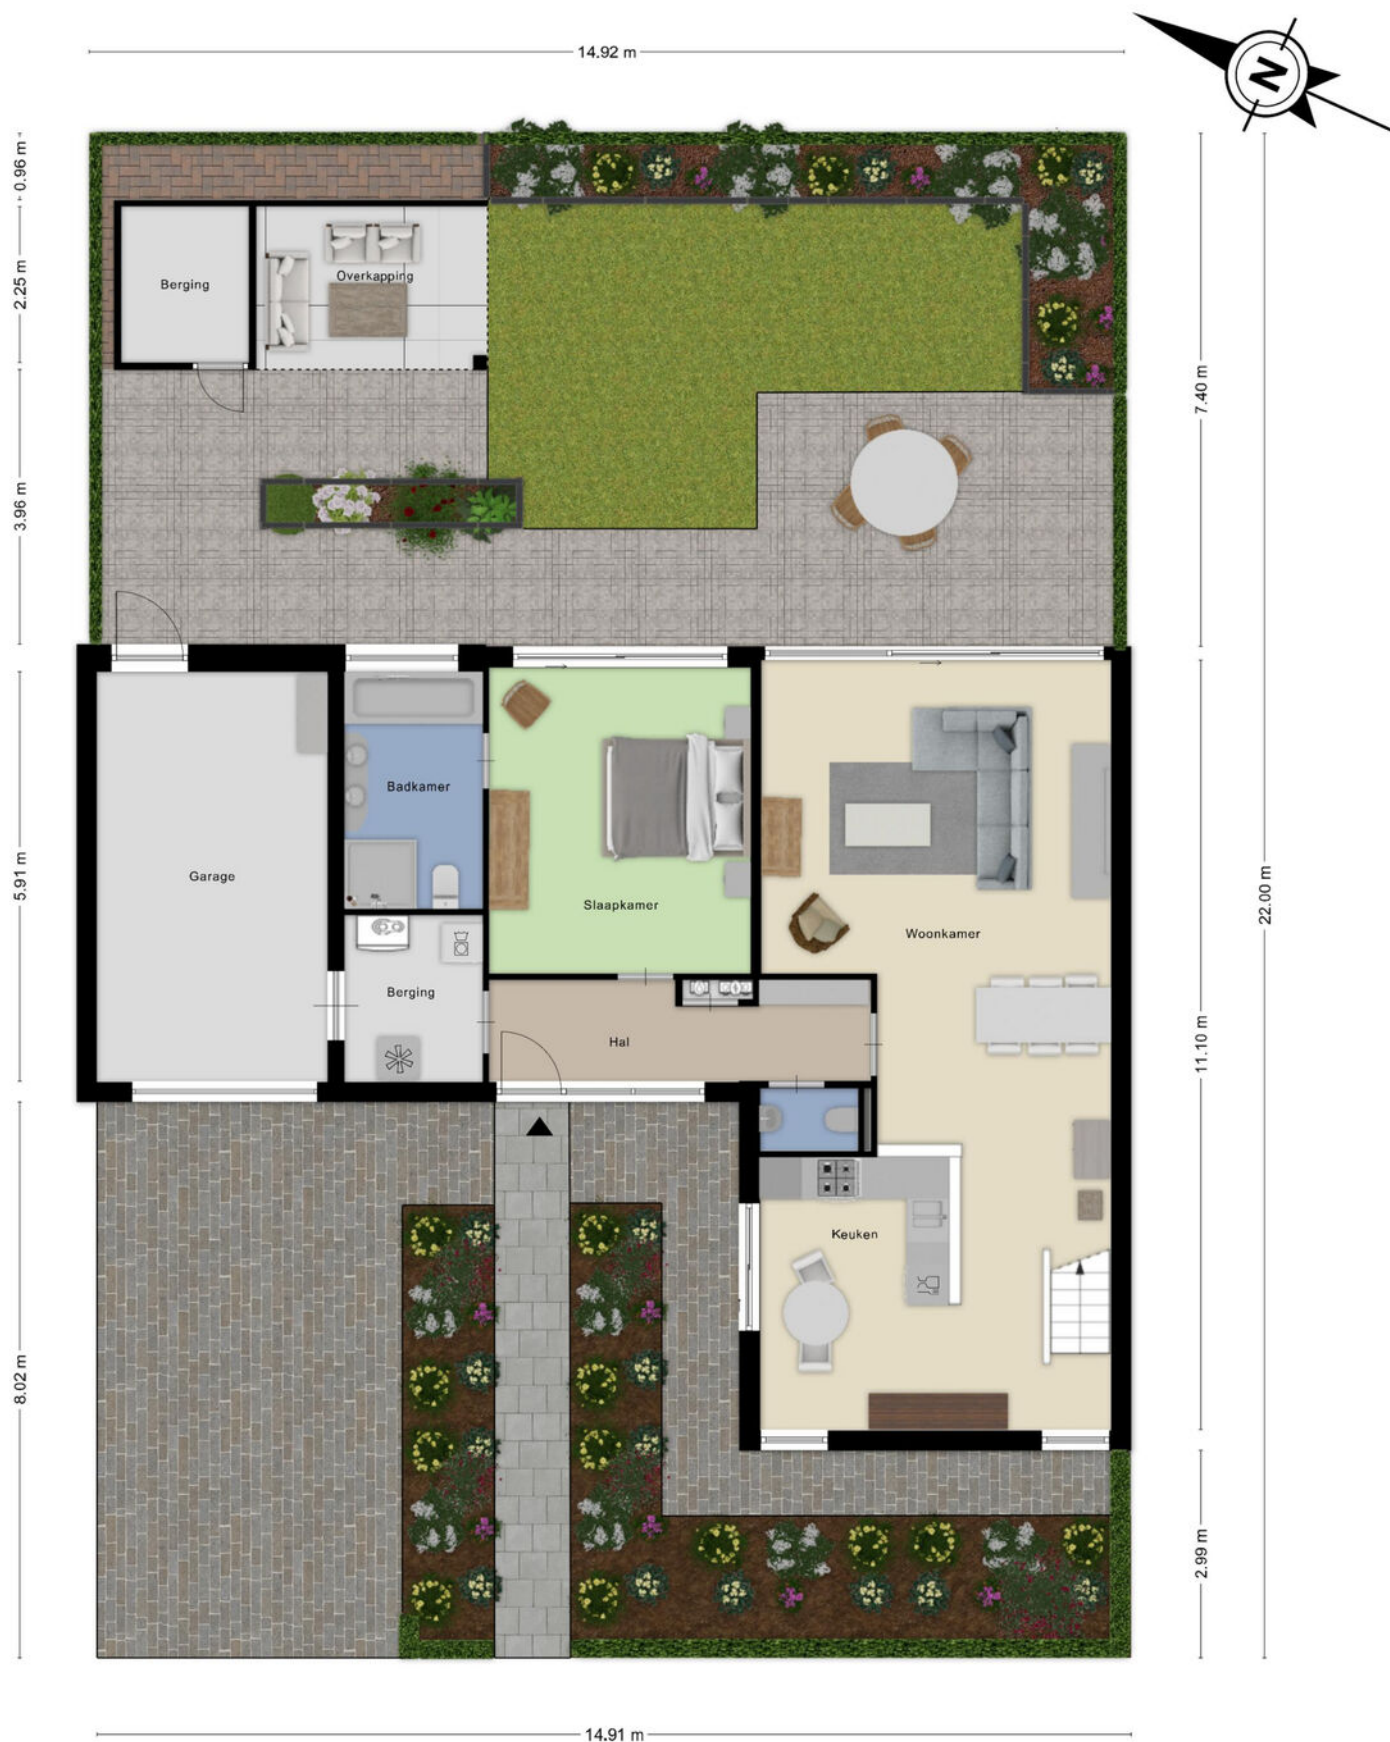 14.92 m
N
0.96 m
2.25 m
3.96 m
5.91 m
8.02 m
Berging
Overkapping
7.40 m
22.00 m
Badkamer
Garage
Slaapkamer
Woonkamer
Berging
Hal
11.10 m
Keuken
2.99 m
14.91 m